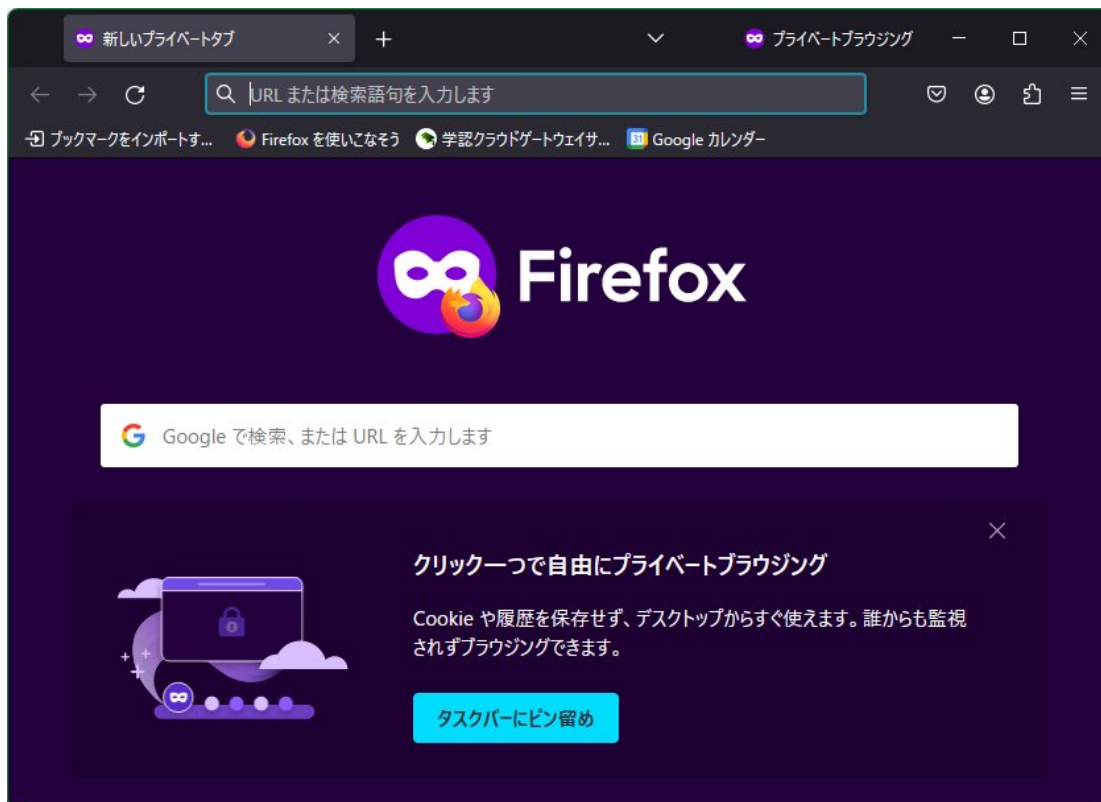 新しいプライベートタブ
プライベートブラウジング
URL または検索語句を入力します
ブックマークをインポートす...
Firefox を使いこなそう
学認クラウドゲートウェイサ...
31
Google カレンダー
Firefox
G
Google で検索、または URL を入力します
クリック一つで自由にプライベートブラウジング
Cookie や履歴を保存せず、デスクトップからすぐ使えます。誰からも監視
されずブラウジングできます。
タスクバーにピン留め